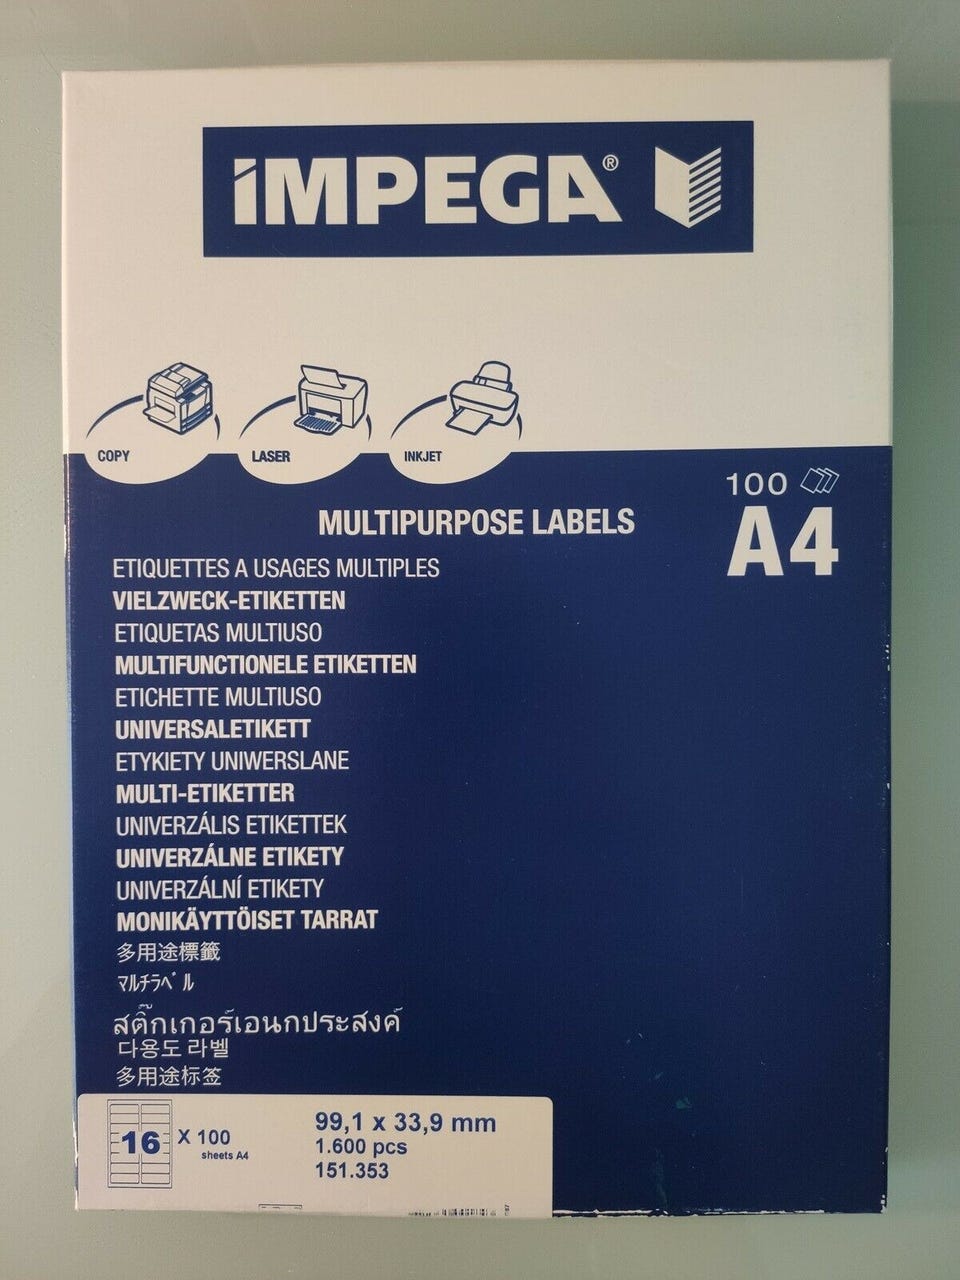 iMPEGA®
COPY
LASER
INKJET
100
A4
MULTIPURPOSE LABELS
ETIQUETTES A USAGES MULTIPLES
VIELZWECK-ETIKETTEN
ETIQUETAS MULTIUSO
MULTIFUNCTIONELE ETIKETTEN
ETICHETTE MULTIUSO
UNIVERSALETIKETT
ETYKIETY UNIWERSLANE
MULTI-ETIKETTER
UNIVERZÁLIS ETIKETTEK
UNIVERZÁLNE ETIKETY
UNIVERZÁLNÍ ETIKETY
MONIKÄYTTÖISET TARRAT
多用途標籤
マルチラベル
สติ๊กเกอร์เอนกประสงค์
다용도 라벨
多用途标签
16 X 100
sheets A4
99,1 x 33,9 mm
1.600 pcs
151.353